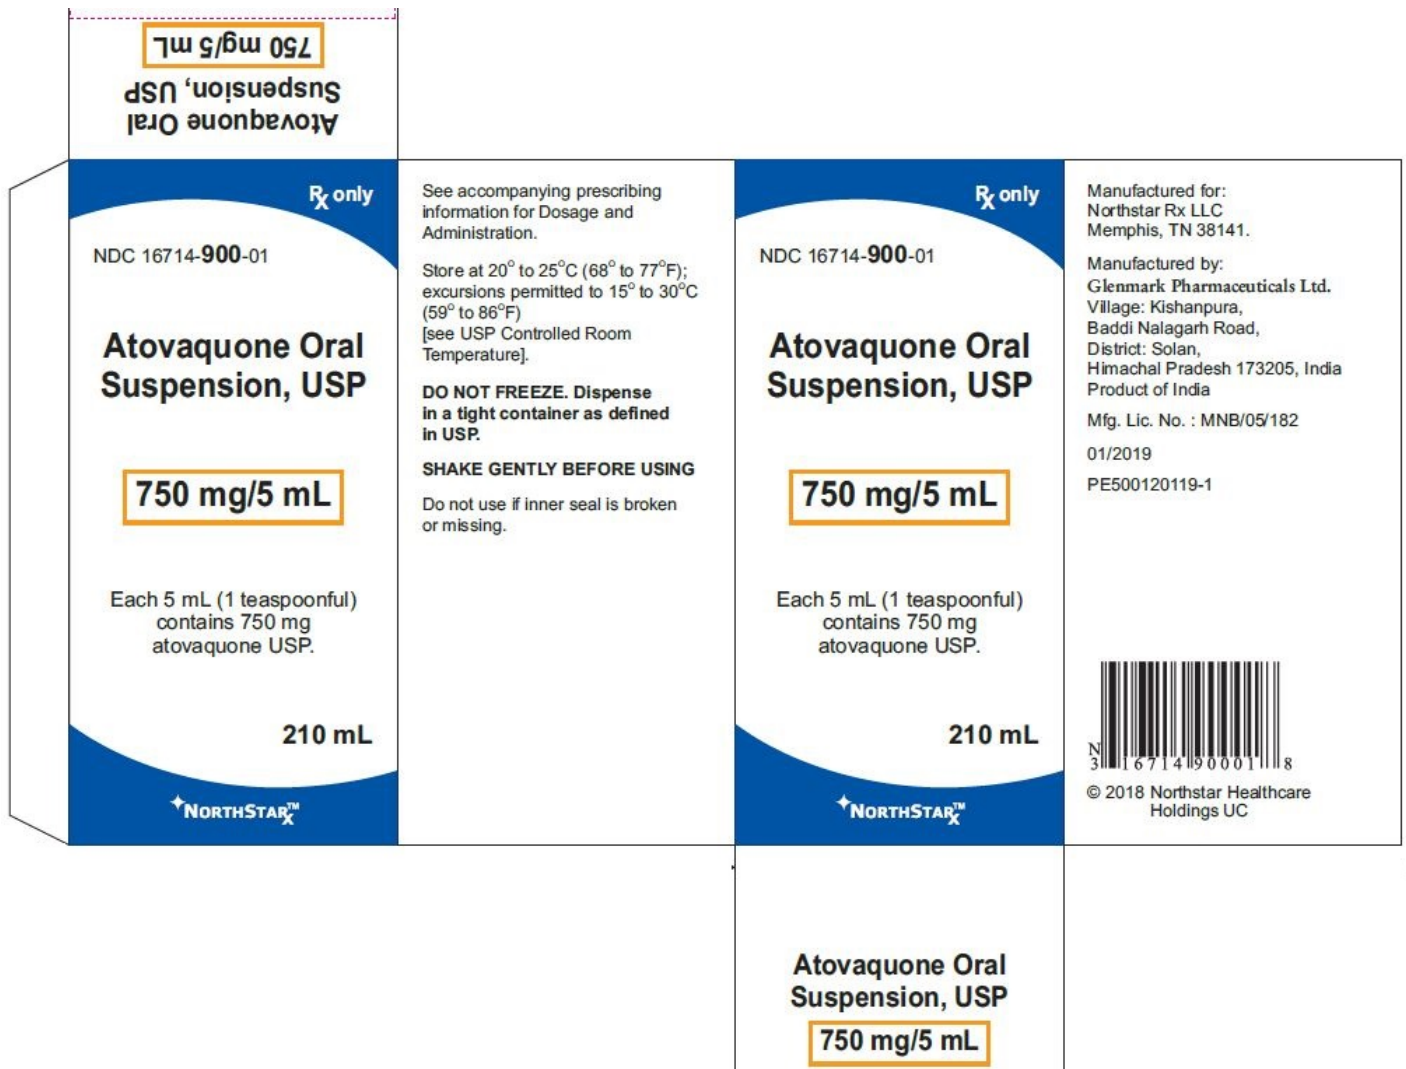 Atovaquone Oral
Suspension, USP
750 mg/5 mL
Rx only
NDC 16714-900-01
Atovaquone Oral
Suspension, USP
750 mg/5 mL
Each 5 mL (1 teaspoonful)
contains 750 mg
atovaquone USP.
210 mL
NORTHSTARx™
See accompanying prescribing
information for Dosage and
Administration.
Store at 20° to 25°C (68° to 77°F);
excursions permitted to 15° to 30°C
(59° to 86°F)
[see USP Controlled Room
Temperature].
DO NOT FREEZE. Dispense
in a tight container as defined
in USP.
SHAKE GENTLY BEFORE USING
Do not use if inner seal is broken
or missing.
Rx only
NDC 16714-900-01
Atovaquone Oral
Suspension, USP
750 mg/5 mL
Each 5 mL (1 teaspoonful)
contains 750 mg
atovaquone USP.
210 mL
NORTHSTARx™
Manufactured for:
Northstar Rx LLC
Memphis, TN 38141.
Manufactured by:
Glenmark Pharmaceuticals Ltd.
Village: Kishanpura,
Baddi Nalagarh Road,
District: Solan,
Himachal Pradesh 173205, India
Product of India
Mfg. Lic. No. : MNB/05/182
01/2019
PE500120119-1
N
3 16714 90001 8
© 2018 Northstar Healthcare
Holdings UC
Atovaquone Oral
Suspension, USP
750 mg/5 mL